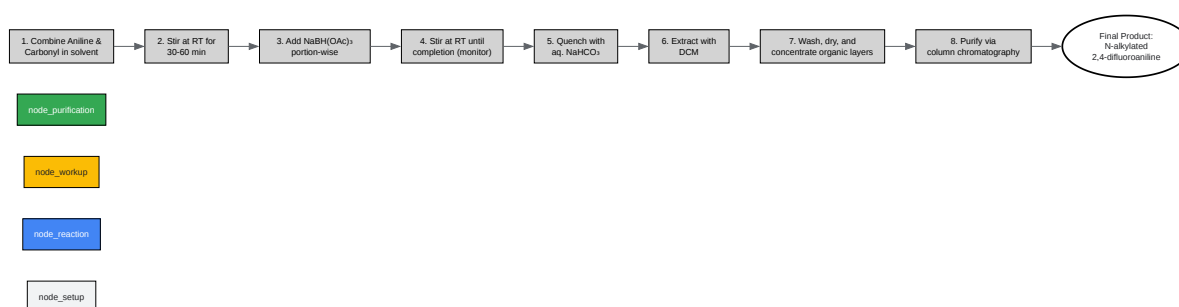 1. Combine Aniline &
Carbonyl in solvent
2. Stir at RT for
30-60 min
3. Add NaBH(OAc)₃
portion-wise
4. Stir at RT until
completion (monitor)
5. Quench with
aq. NaHCO₃
6. Extract with
DCM
7. Wash, dry, and
concentrate organic layers
8. Purify via
column chromatography
Final Product:
N-alkylated
2,4-difluoroaniline
node_purification
node_workup
node_reaction
node_setup